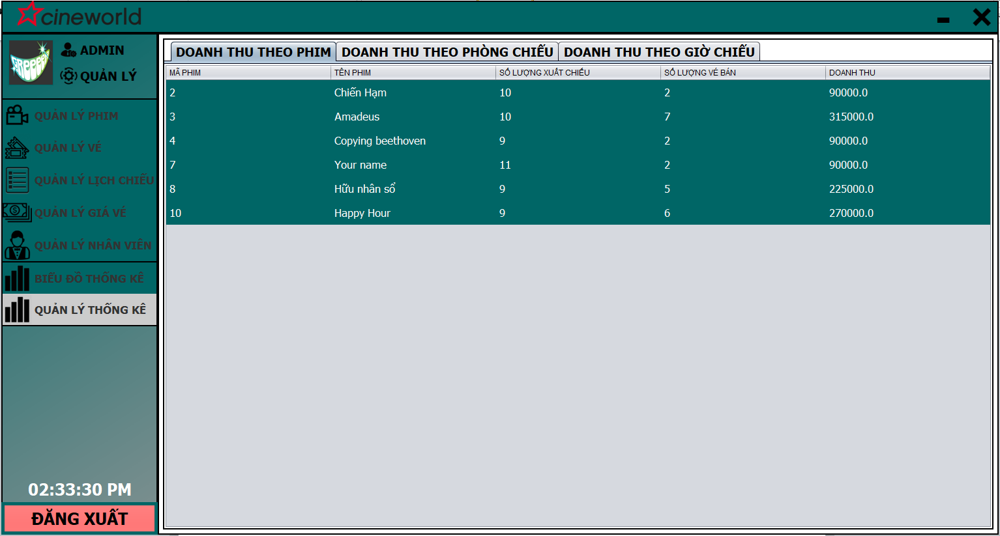 cineworld
ADMIN
QUẢN LÝ
QUẢN LÝ PHIM
QUẢN LÝ VÉ
QUẢN LÝ LỊCH CHIẾU
QUẢN LÝ GIÁ VÉ
QUẢN LÝ NHÂN VIÊN
BIỂU ĐỒ THỐNG KÊ
QUẢN LÝ THỐNG KÊ
02:33:30 PM
ĐĂNG XUẤT
DOANH THU THEO PHIM DOANH THU THEO PHÒNG CHIẾU DOANH THU THEO GIỜ CHIẾU
MÃ PHIM TÊN PHIM SỐ LƯỢNG XUẤT CHIẾU SỐ LƯỢNG VÉ BÁN DOANH THU
2 Chiến Hạm 10 2 90000.0
3 Amadeus 10 7 315000.0
4 Copying beethoven 9 2 90000.0
7 Your name 11 2 90000.0
8 Hữu nhân sổ 9 5 225000.0
10 Happy Hour 9 6 270000.0